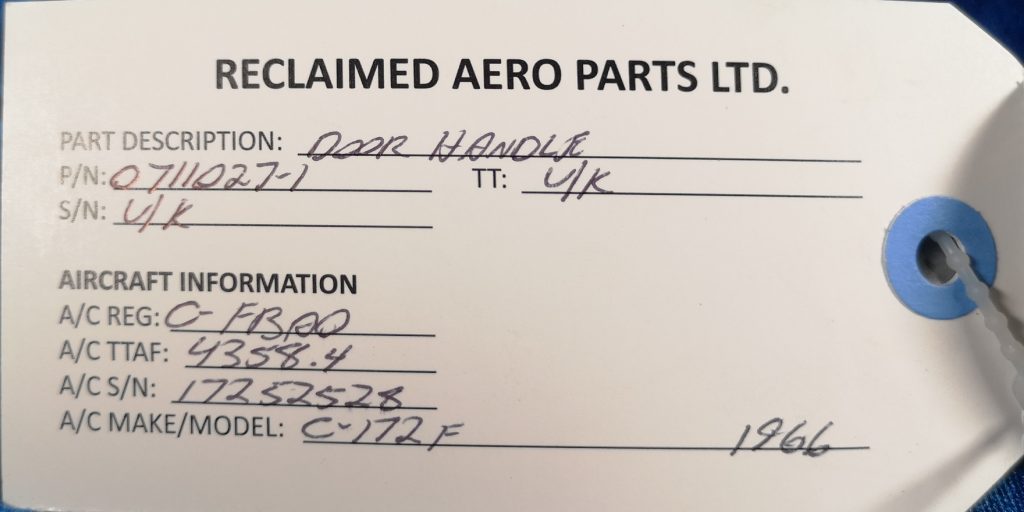 RECLAIMED AERO PARTS LTD.
PART DESCRIPTION: DOOR HANDLE
P/N: 0711027-1 TT: U/K
S/N: U/K
AIRCRAFT INFORMATION
A/C REG: C-FBAQ
A/C TTAF: 4358.4
A/C S/N: 17252528
A/C MAKE/MODEL: C-172F 1966